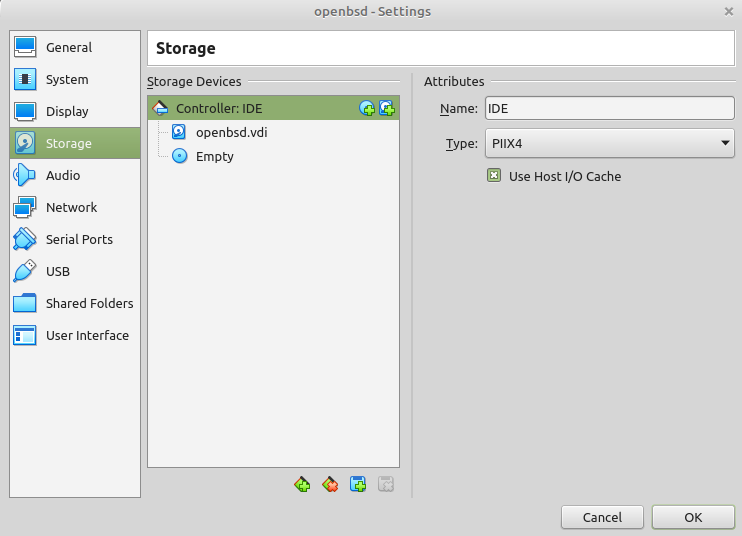 openbsd - Settings
General
System
Display
Storage
Audio
Network
Serial Ports
USB
Shared Folders
User Interface
Storage
Storage Devices
Controller: IDE
openbsd.vdi
Empty
Attributes
Name: IDE
Type: PIIX4
Use Host I/O Cache
Cancel
OK